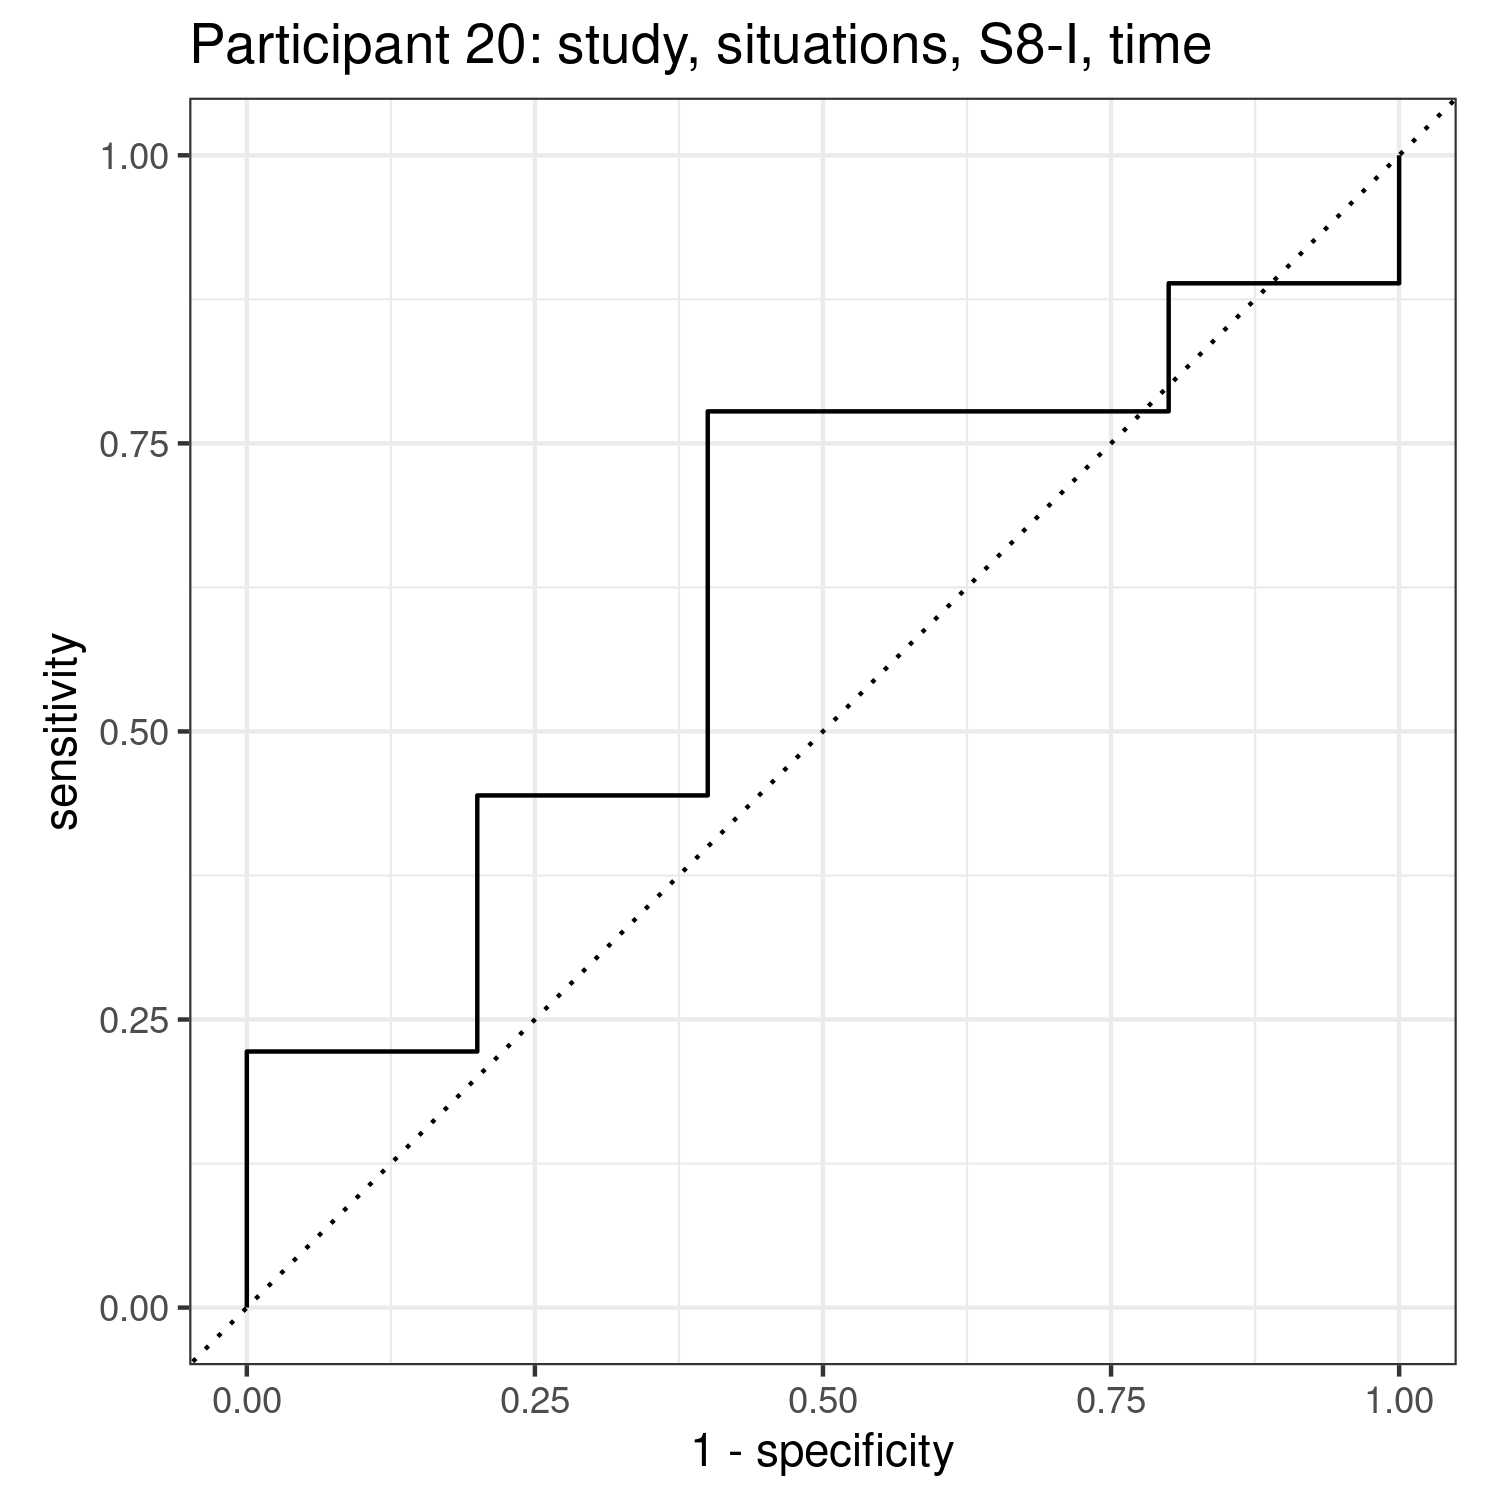 Participant 20: study, situations, S8-I, time
1.00
0.75
0.50
0.25
0.00
sensitivity
0.00 0.25 0.50 0.75 1.00
1 - specificity